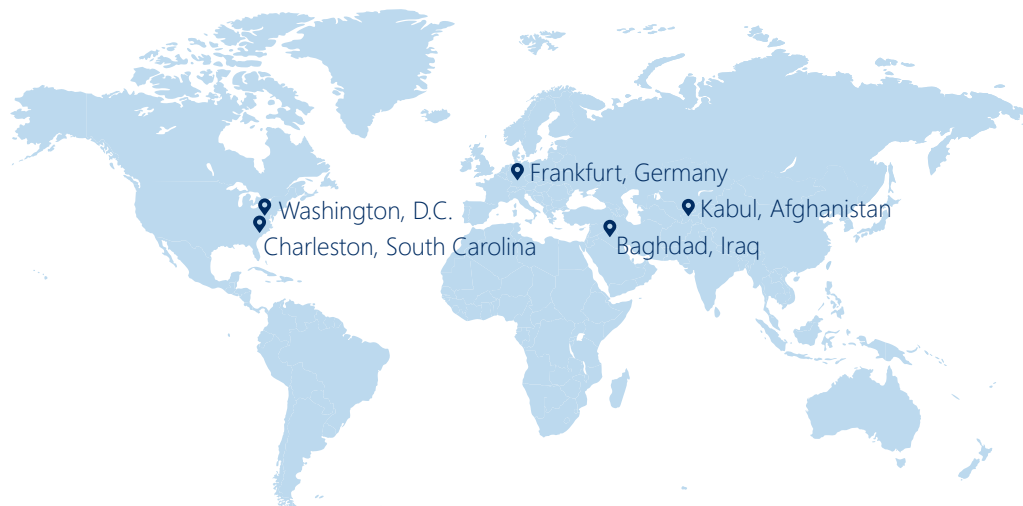 Frankfurt, Germany
Washington, D.C.
Kabul, Afghanistan
Charleston, South Carolina
Baghdad, Iraq